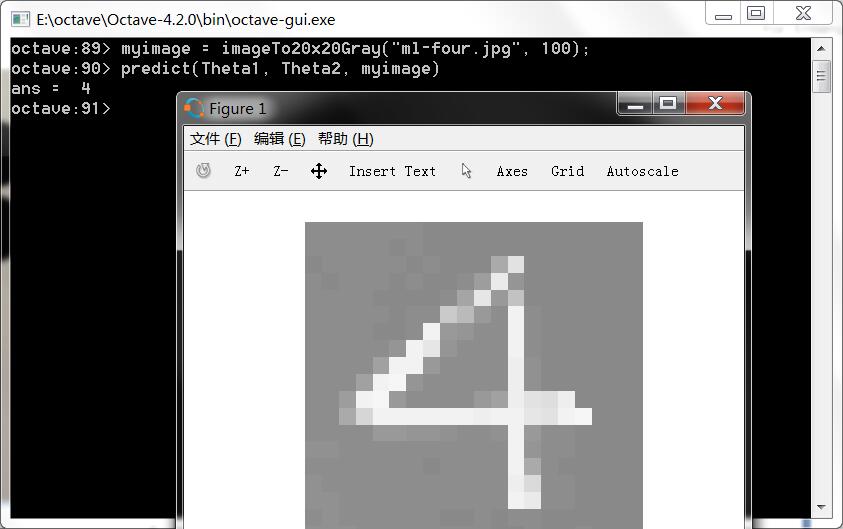 E:\octave\Octave-4.2.0\bin\octave-gui.exe
octave:89> myimage = imageTo20x20Gray("ml-four.jpg", 100);
octave:90> predict(Theta1, Theta2, myimage)
ans =  4
octave:91>
Figure 1
文件 (F) 编辑 (E) 帮助 (H)
Z+ Z- Insert Text Axes Grid Autoscale
4